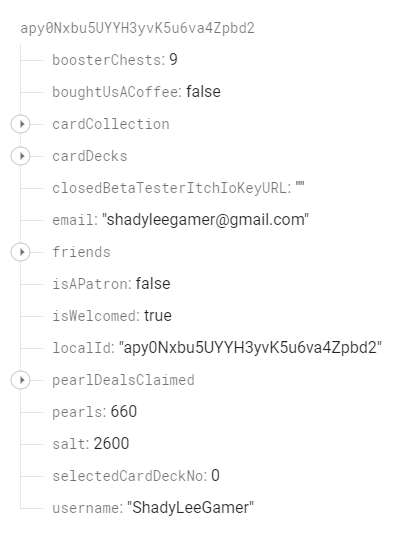 apy0Nxbu5UYYH3yvK5u6va4Zpbd2
boosterChests: 9
boughtUsACoffee: false
cardCollection
cardDecks
closedBetaTesterItchIoKeyURL: ""
email: "shadyleegamer@gmail.com"
friends
isAPatron: false
isWelcomed: true
localId: "apy0Nxbu5UYYH3yvK5u6va4Zpbd2"
pearlDealsClaimed
pearls: 660
salt: 2600
selectedCardDeckNo: 0
username: "ShadyLeeGamer"